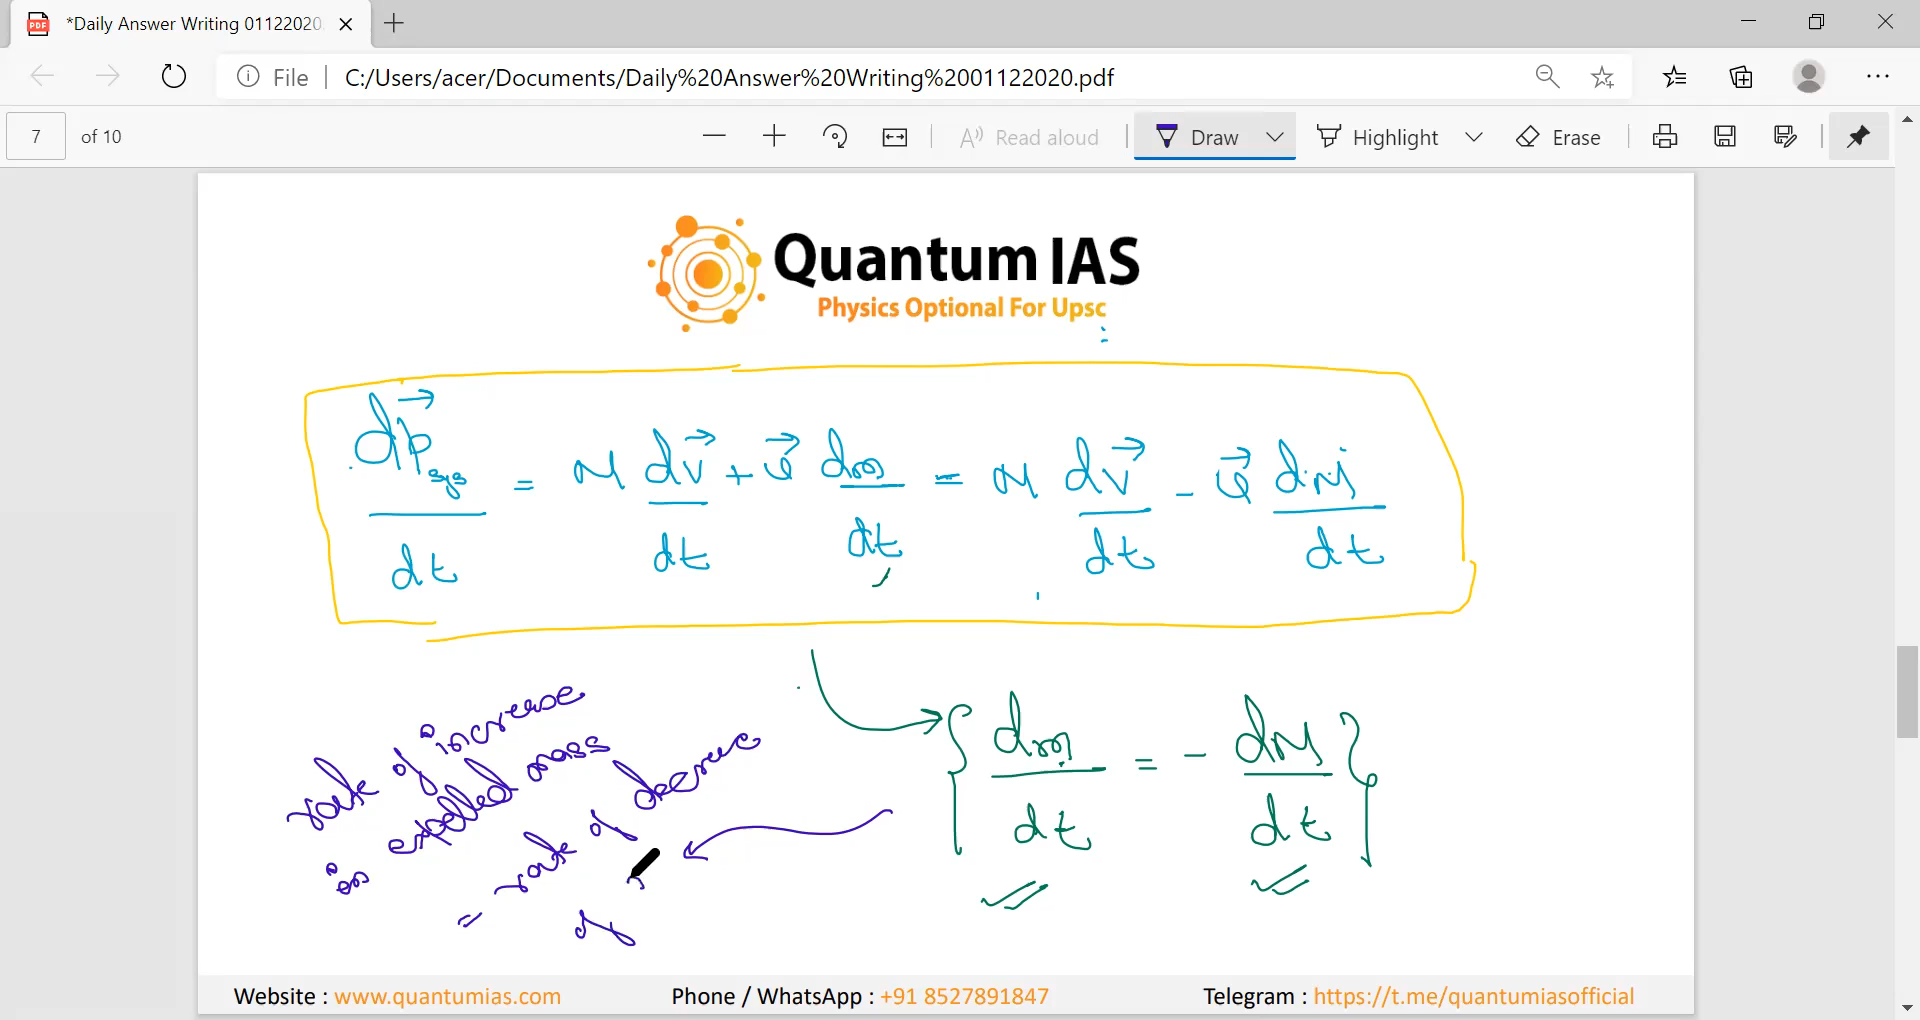 *Daily Answer Writing 01122020.
File
C:/Users/acer/Documents/Daily%20Answer%20Writing%2001122020.pdf
7 of 10
Read aloud
Draw
Highlight
Erase
Quantum IAS
Physics Optional For Upsc
dp⃗sys/dt = M dv⃗/dt + u⃗ dm/dt = M dv⃗/dt - u⃗ dM/dt
{ dm/dt = - dM/dt }
rate of increase
in expelled mass
= rate of decrease
of
Website : www.quantumias.com
Phone / WhatsApp : +91 8527891847
Telegram : https://t.me/quantumiasofficial